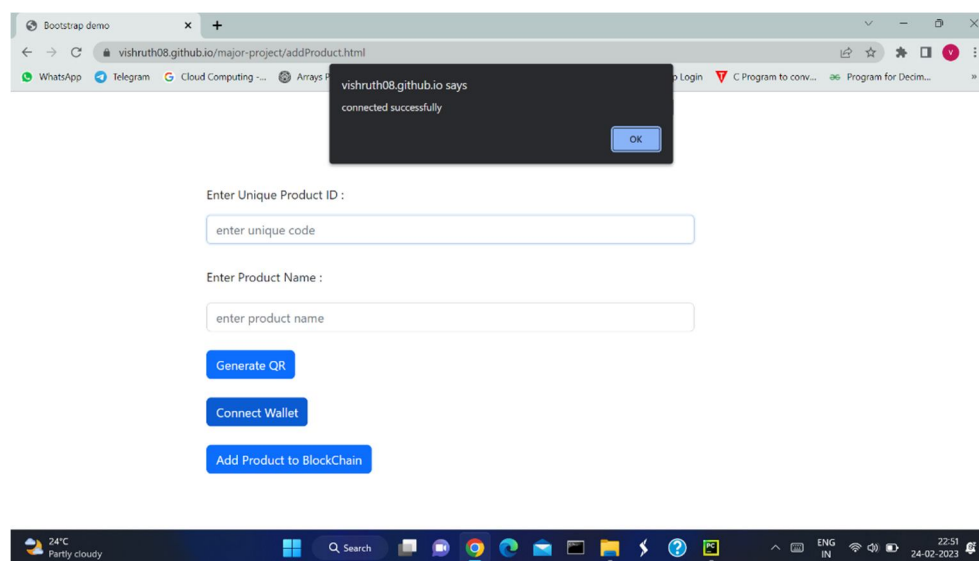 Bootstrap demo
vishruth08.github.io/major-project/addProduct.html
WhatsApp Telegram Cloud Computing -... Arrays Login C Program to conv... Program for Decim... »
vishruth08.github.io says
connected successfully
OK
Enter Unique Product ID :
enter unique code
Enter Product Name :
enter product name
Generate QR
Connect Wallet
Add Product to BlockChain
24°C
Partly cloudy
Search
ENG
IN
22:51
24-02-2023